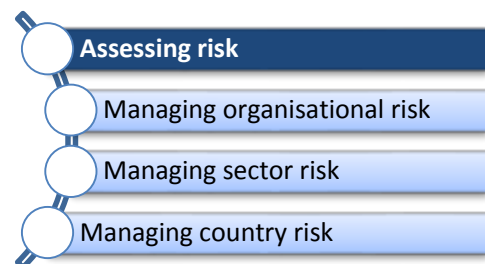 Assessing risk
Managing organisational risk
Managing sector risk
Managing country risk